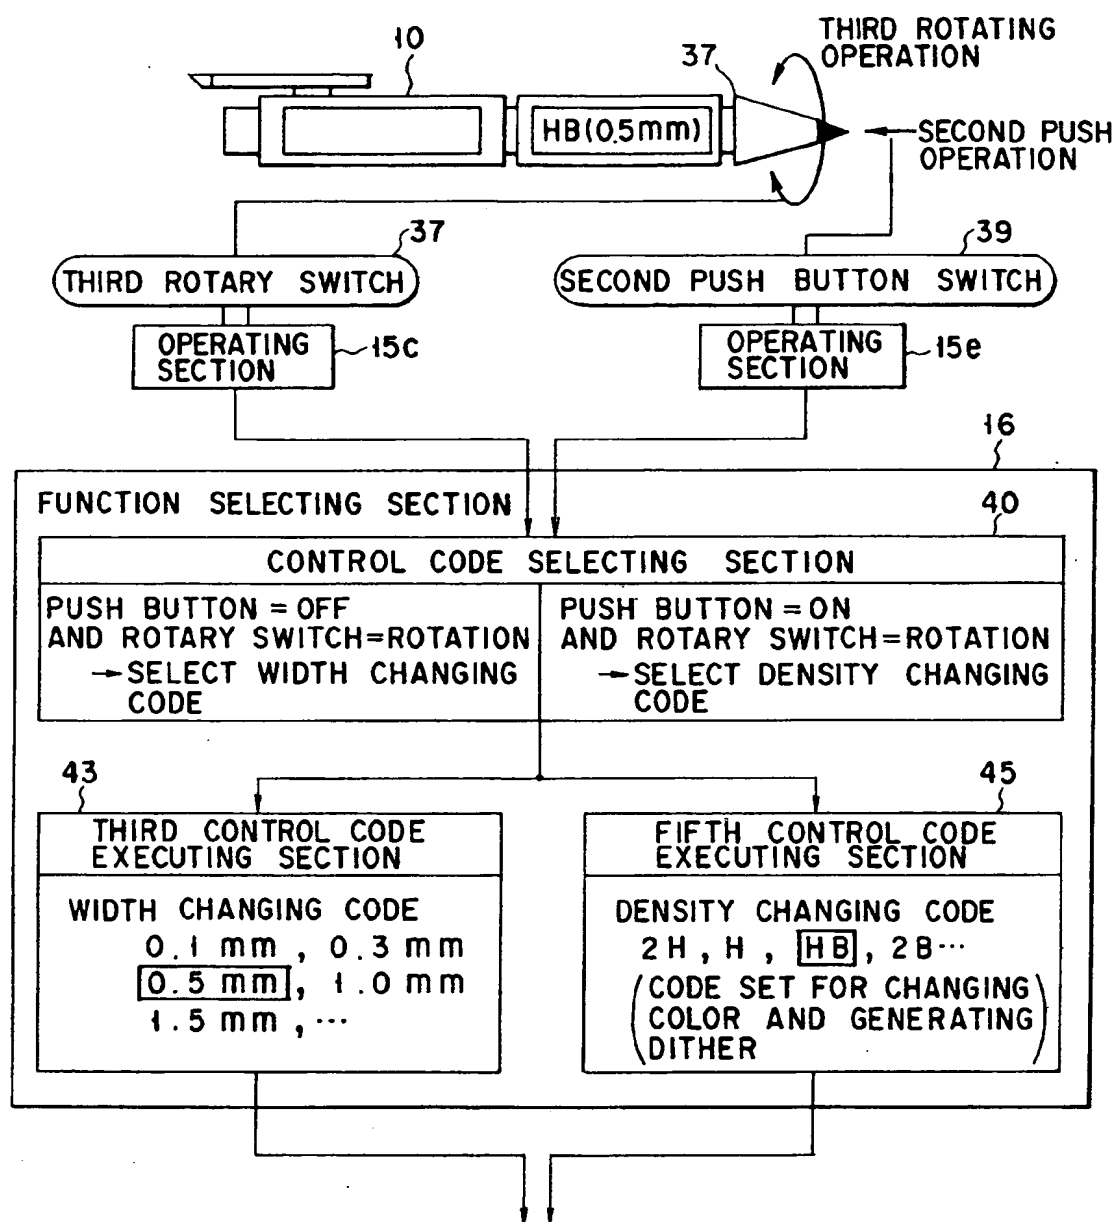 THIRD ROTATING
OPERATION
10
37
HB(0.5mm)
SECOND PUSH
OPERATION
37
THIRD ROTARY SWITCH
39
SECOND PUSH BUTTON SWITCH
OPERATING
SECTION
15c
OPERATING
SECTION
15e
16
FUNCTION SELECTING SECTION
40
CONTROL CODE SELECTING SECTION
PUSH BUTTON = OFF
AND ROTARY SWITCH=ROTATION
→ SELECT WIDTH CHANGING
CODE
PUSH BUTTON = ON
AND ROTARY SWITCH=ROTATION
→ SELECT DENSITY CHANGING
CODE
43
THIRD CONTROL CODE
EXECUTING SECTION
WIDTH CHANGING CODE
0.1 mm , 0.3 mm
0.5 mm , 1.0 mm
1.5 mm , ...
45
FIFTH CONTROL CODE
EXECUTING SECTION
DENSITY CHANGING CODE
2H , H , HB , 2B...
(CODE SET FOR CHANGING
COLOR AND GENERATING
DITHER)